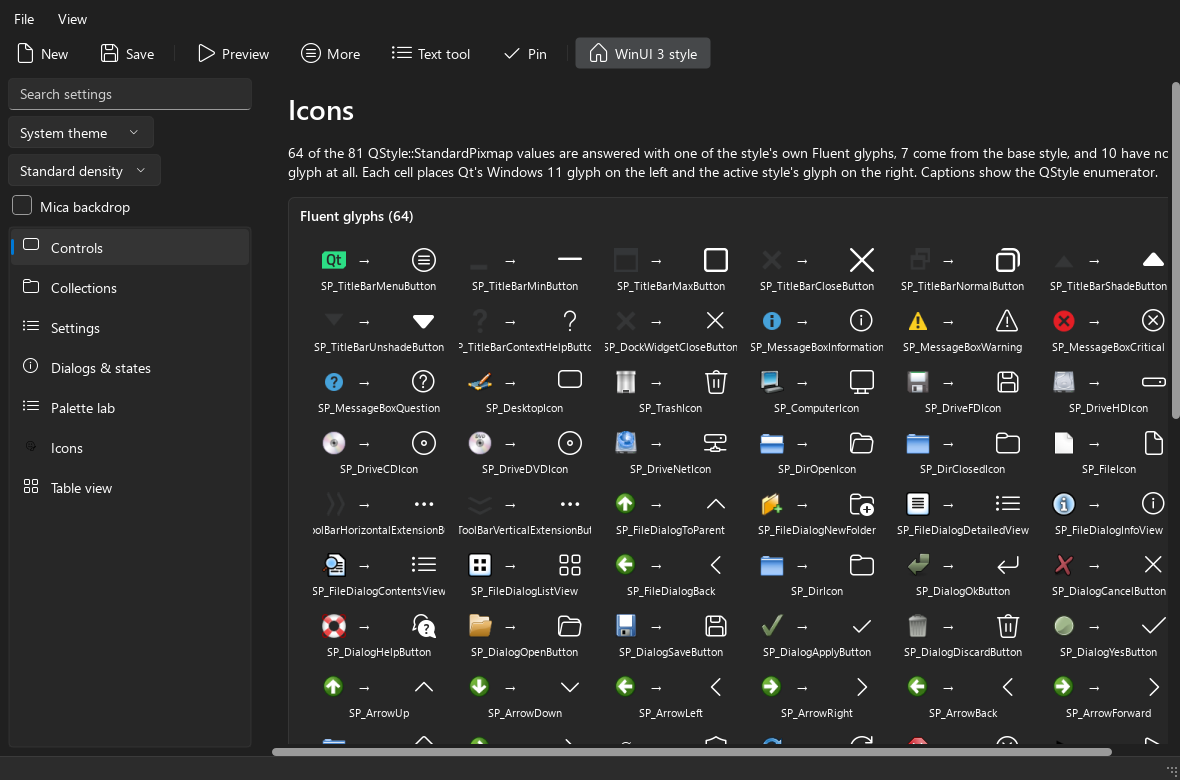 File View
New Save Preview More Text tool Pin WinUI 3 style
Search settings
System theme
Standard density
Mica backdrop
Controls
Collections
Settings
Dialogs & states
Palette lab
Icons
Table view
Icons
64 of the 81 QStyle::StandardPixmap values are answered with one of the style's own Fluent glyphs, 7 come from the base style, and 10 have
glyph at all. Each cell places Qt's Windows 11 glyph on the left and the active style's glyph on the right. Captions show the QStyle enumerator.
Fluent glyphs (64)
Qt → → → → → →
SP_TitleBarMenuButton SP_TitleBarMinButton SP_TitleBarMaxButton SP_TitleBarCloseButton SP_TitleBarNormalButton SP_TitleBarShadeButton
→ → → → → →
SP_TitleBarUnshadeButton P_TitleBarContextHelpButto SP_DockWidgetCloseButton SP_MessageBoxInformation SP_MessageBoxWarning SP_MessageBoxCritical
→ → → → → →
SP_MessageBoxQuestion SP_DesktopIcon SP_TrashIcon SP_ComputerIcon SP_DriveFDIcon SP_DriveHDIcon
→ → → → → →
SP_DriveCDIcon SP_DriveDVDIcon SP_DriveNetIcon SP_DirOpenIcon SP_DirClosedIcon SP_FileIcon
→ → → → → →
oolBarHorizontalExtensionB ToolBarVerticalExtensionBut SP_FileDialogToParent SP_FileDialogNewFolder SP_FileDialogDetailedView SP_FileDialogInfoView
→ → → → → →
SP_FileDialogContentsView SP_FileDialogListView SP_FileDialogBack SP_DirIcon SP_DialogOkButton SP_DialogCancelButton
→ → → → → →
SP_DialogHelpButton SP_DialogOpenButton SP_DialogSaveButton SP_DialogApplyButton SP_DialogDiscardButton SP_DialogYesButton
→ → → → → →
SP_ArrowUp SP_ArrowDown SP_ArrowLeft SP_ArrowRight SP_ArrowBack SP_ArrowForward